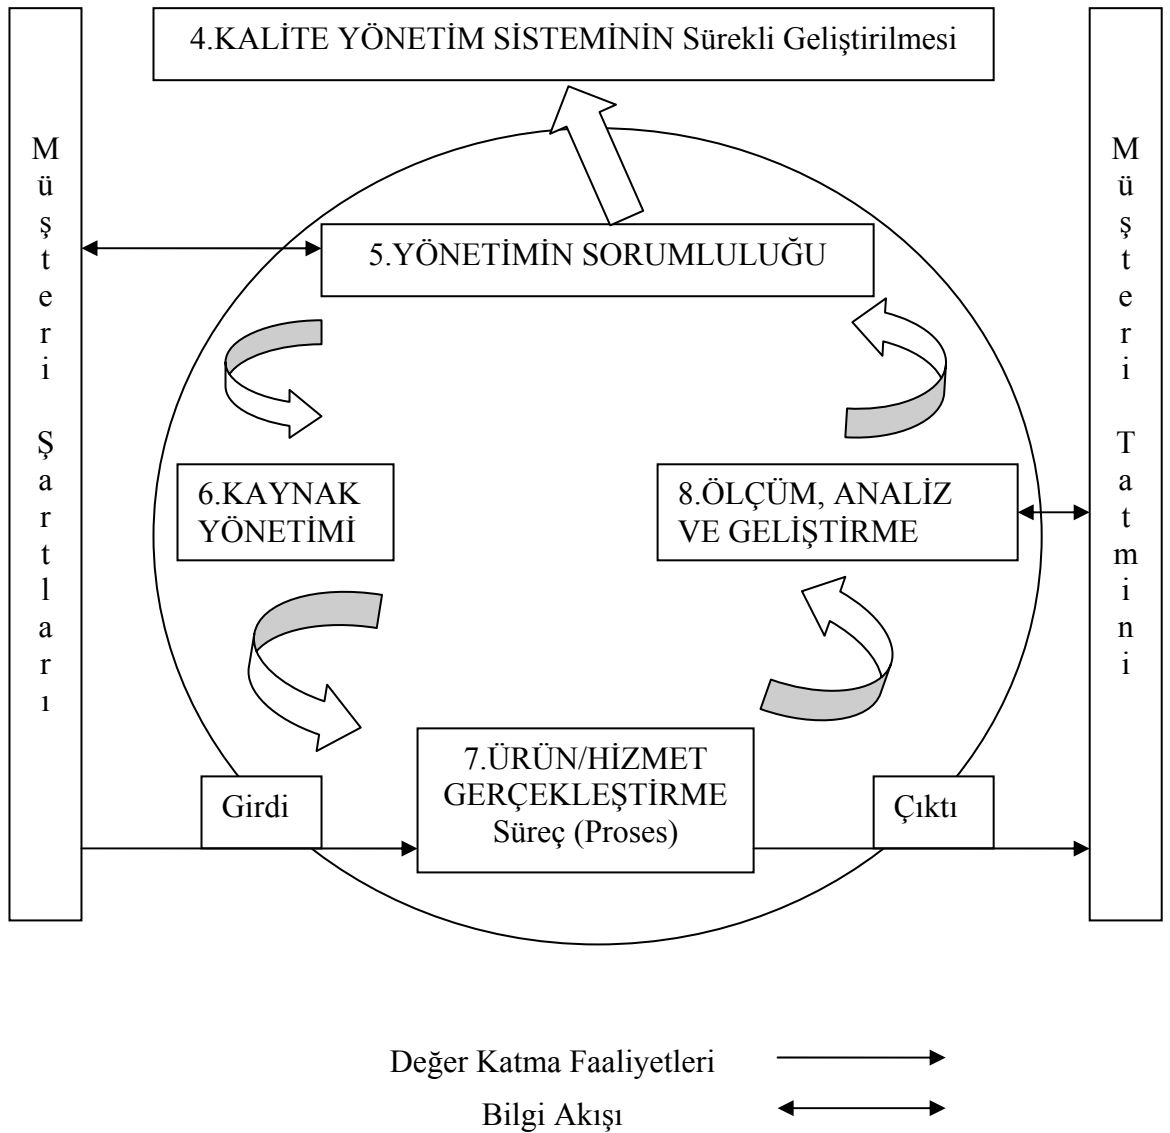 4.KALİTE YÖNETİM SİSTEMİNİN Sürekli Geliştirilmesi
Müşteri Şartları
5.YÖNETİMİN SORUMLULUĞU
6.KAYNAK
YÖNETİMİ
8.ÖLÇÜM, ANALİZ
VE GELİŞTİRME
7.ÜRÜN/HİZMET
GERÇEKLEŞTİRME
Süreç (Proses)
Girdi
Çıktı
Müşteri Tatmini
Değer Katma Faaliyetleri
Bilgi Akışı